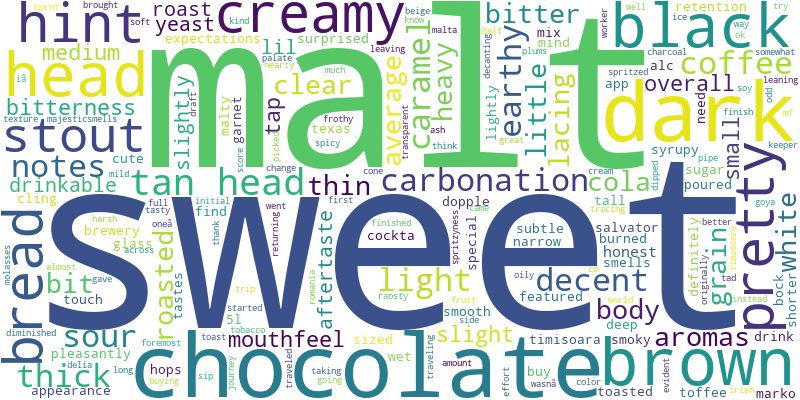 hint
creamy
malt
black
roast
yeast
kind
soft
brought
burnt
expectations
surprised
medium
lil
head
bitterness
bitter
beige
know
palate
ice
leaving
mix
mind
worker
malta
little
earthy
caramel
heavy
retention
try
well
way
ok
somewhat
charcoal
spritzed
half
coffee
alc
leaning
plums
app
overall
decanting
dark
clear
average
lacing
slightly
malty
garnet
tap
texas
hearty
much
draft
score
picked
frothy
spicy
transparent
ash
think
great
lightly
need
soy
odd
mf
finish
stout
texture
majesticsmells
notes
cute
mild
drinkable
cling
tan head
thin
change
cone
carbonation
cream
cola
dipped
syrupy
sugar
poured
pipe
small
keeper
tall
tracing
goya
better
bread
sweet
pretty
harsh
full
tasty
initial
find
first
dopple
came
finished
cockta
special
spritzyness
subtle
narrow
salvator
burned
honest
smells
definitely
originally
tad
timisoara
instead
White
shorter
grain
brewery
glass
oneâ
thank
went
returning
aftertaste
tastes
across
roasted
bit
touch
almost
gave
molasses
trip
romania
raosty
light
oily
fruit
smooth
side
featured
decent
co
world
body
deep
bock
drink
sour
diminished
started
5l
tobacco
mouthfeel
sized
slight
timisoara
smoky
aromas
evident
thick
pleasantly
foremost
toast
delia
hops
long
buying
sip
journey
appearance
chocolate
traveled
taking
going
wet
traveling
amount
effort
buy
wasnâ
color
toasted
brown
toffee
irish
marko